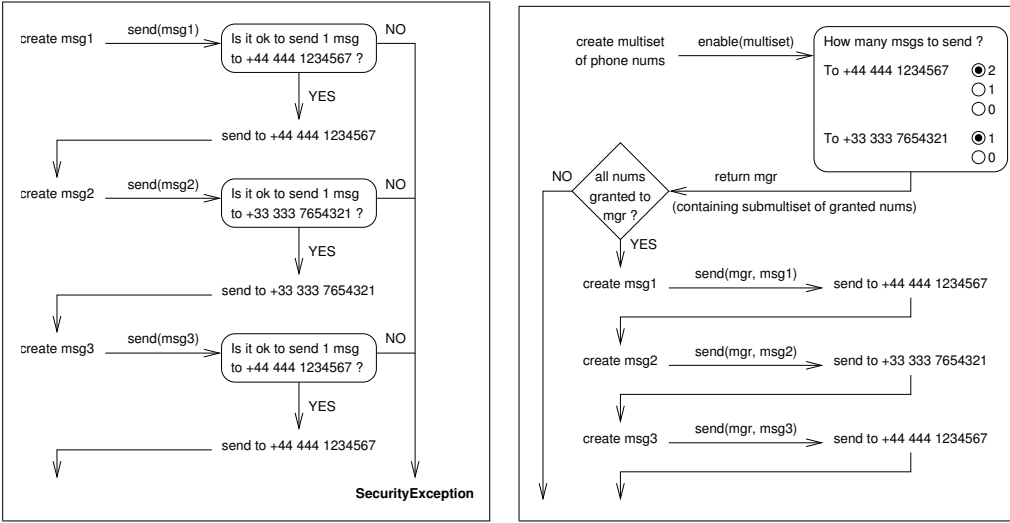 create msg1
send(msg1)
Is it ok to send 1 msg
to +44 444 1234567 ?
NO
YES
send to +44 444 1234567
create msg2
send(msg2)
Is it ok to send 1 msg
to +33 333 7654321 ?
NO
YES
send to +33 333 7654321
create msg3
send(msg3)
Is it ok to send 1 msg
to +44 444 1234567 ?
NO
YES
send to +44 444 1234567
SecurityException
create multiset
of phone nums
enable(multiset)
How many msgs to send ?
To +44 444 1234567
2
1
0
To +33 333 7654321
1
0
return mgr
(containing submultiset of granted nums)
NO
all nums
granted to
mgr ?
YES
create msg1
send(mgr, msg1)
send to +44 444 1234567
create msg2
send(mgr, msg2)
send to +33 333 7654321
create msg3
send(mgr, msg3)
send to +44 444 1234567